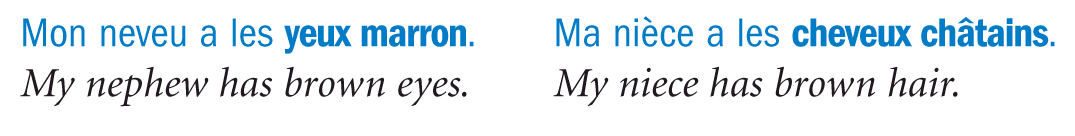 Mon neveu a les yeux marron.
My nephew has brown eyes.
Ma nièce a les cheveux châtains.
My niece has brown hair.